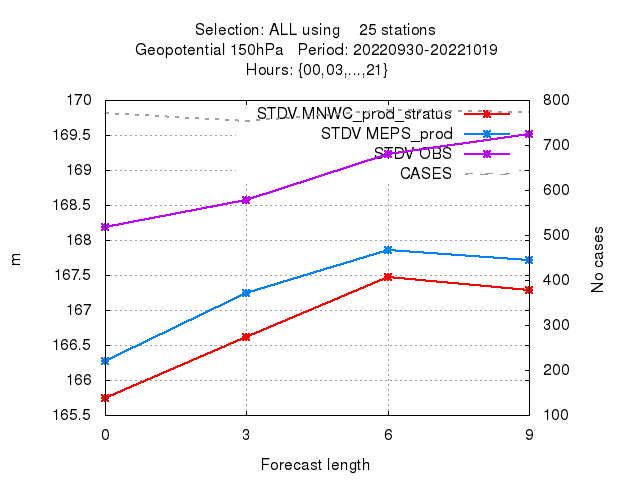 Selection: ALL using    25 stations
Geopotential 150hPa   Period: 20220930-20221019
Hours: {00,03,...,21}
170
169.5
169
168.5
168
167.5
167
166.5
166
165.5
m
STDV MNWC_prod_stratus
STDV MEPS_prod
STDV OBS
CASES
800
700
600
500
400
300
200
100
No cases
0 3 6 9
Forecast length